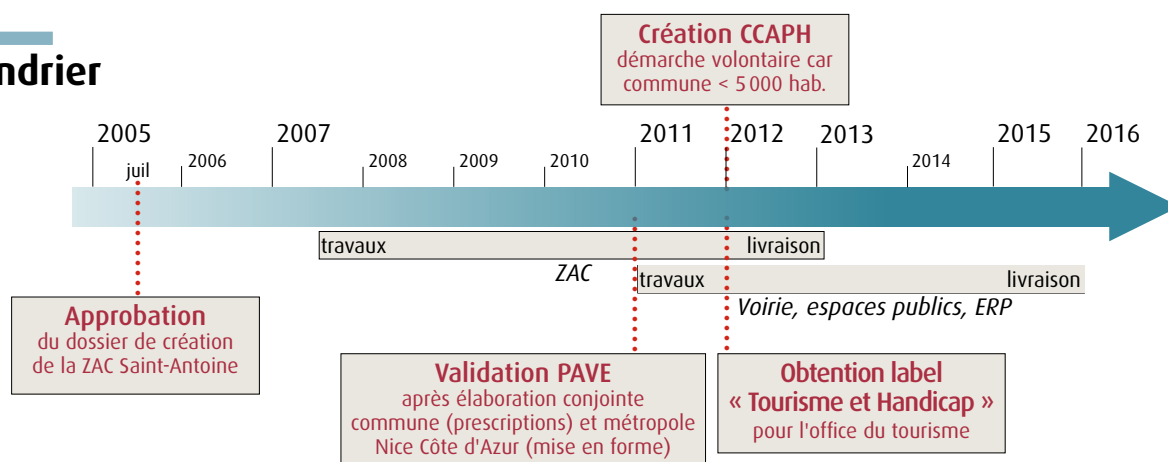 ndrier
Création CCAPH
démarche volontaire car
commune < 5 000 hab.
2005
juil
2006
2007
2008
2009
2010
2011
2012
2013
2014
2015
2016
travaux livraison
ZAC
travaux livraison
Voirie, espaces publics, ERP
Approbation
du dossier de création
de la ZAC Saint-Antoine
Validation PAVE
après élaboration conjointe
commune (prescriptions) et métropole
Nice Côte d'Azur (mise en forme)
Obtention label
« Tourisme et Handicap »
pour l'office du tourisme